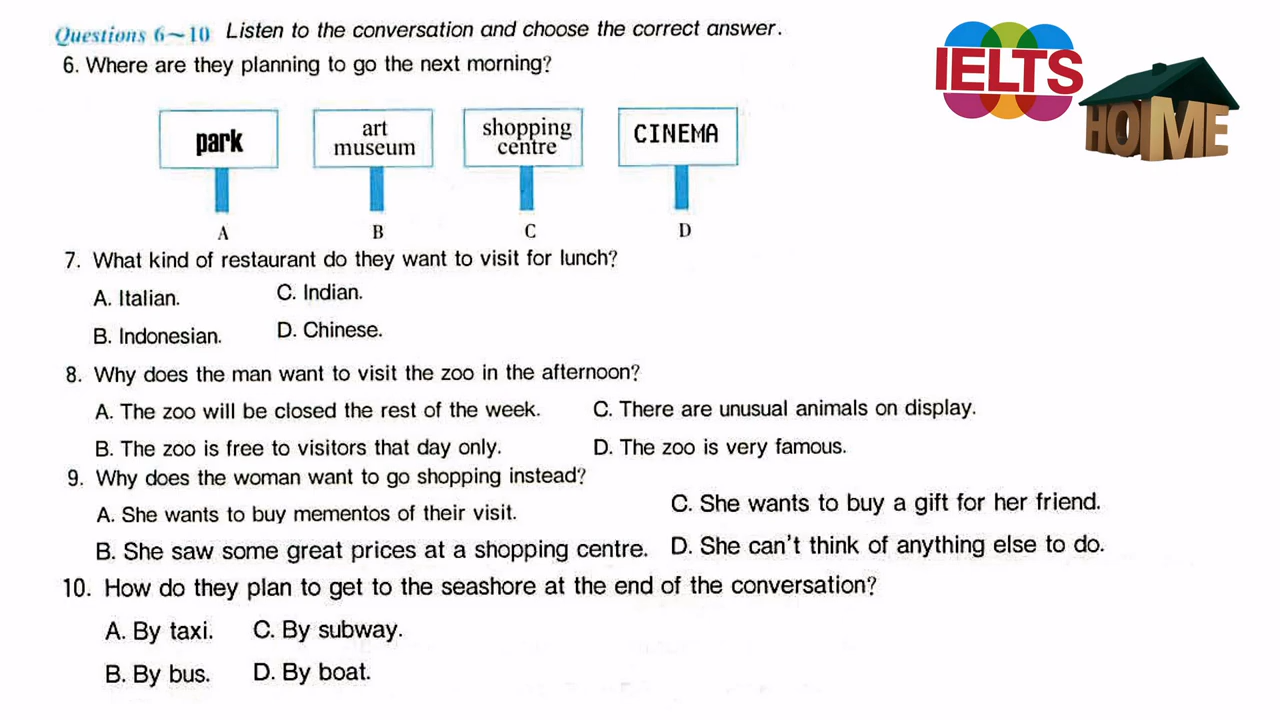 Questions 6~10 Listen to the conversation and choose the correct answer.
6. Where are they planning to go the next morning?
park
art
museum
shopping
centre
CINEMA
A B C D
7. What kind of restaurant do they want to visit for lunch?
A. Italian. C. Indian.
B. Indonesian. D. Chinese.
8. Why does the man want to visit the zoo in the afternoon?
A. The zoo will be closed the rest of the week. C. There are unusual animals on display.
B. The zoo is free to visitors that day only. D. The zoo is very famous.
9. Why does the woman want to go shopping instead?
A. She wants to buy mementos of their visit. C. She wants to buy a gift for her friend.
B. She saw some great prices at a shopping centre. D. She can't think of anything else to do.
10. How do they plan to get to the seashore at the end of the conversation?
A. By taxi. C. By subway.
B. By bus. D. By boat.
IELTS
HOME